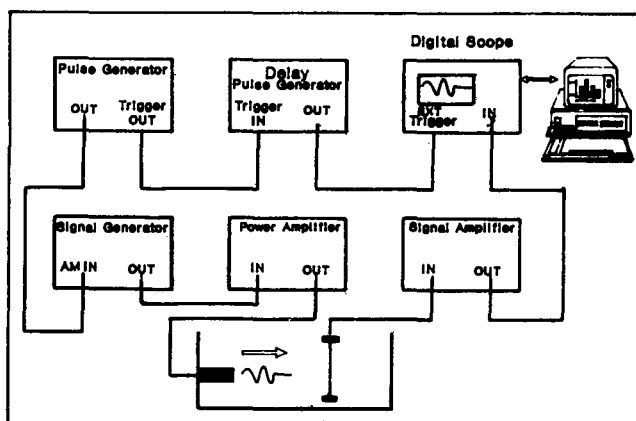 Digital Scope
Pulse Generator
Delay
Pulse Generator
OUT
Trigger
OUT
Trigger
IN
OUT
EXT
Trigger
IN
Signal Generator
Power Amplifier
Signal Amplifier
AM IN
OUT
IN
OUT
IN
OUT